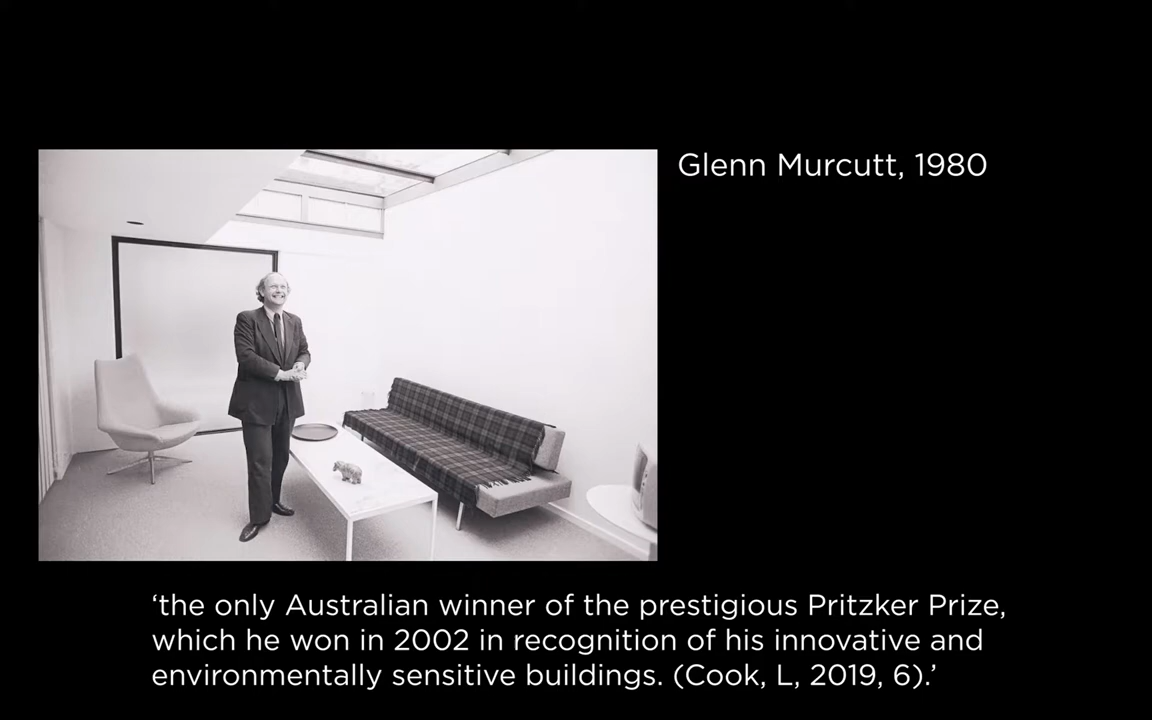 Glenn Murcutt, 1980
‘the only Australian winner of the prestigious Pritzker Prize,
which he won in 2002 in recognition of his innovative and
environmentally sensitive buildings. (Cook, L, 2019, 6).’